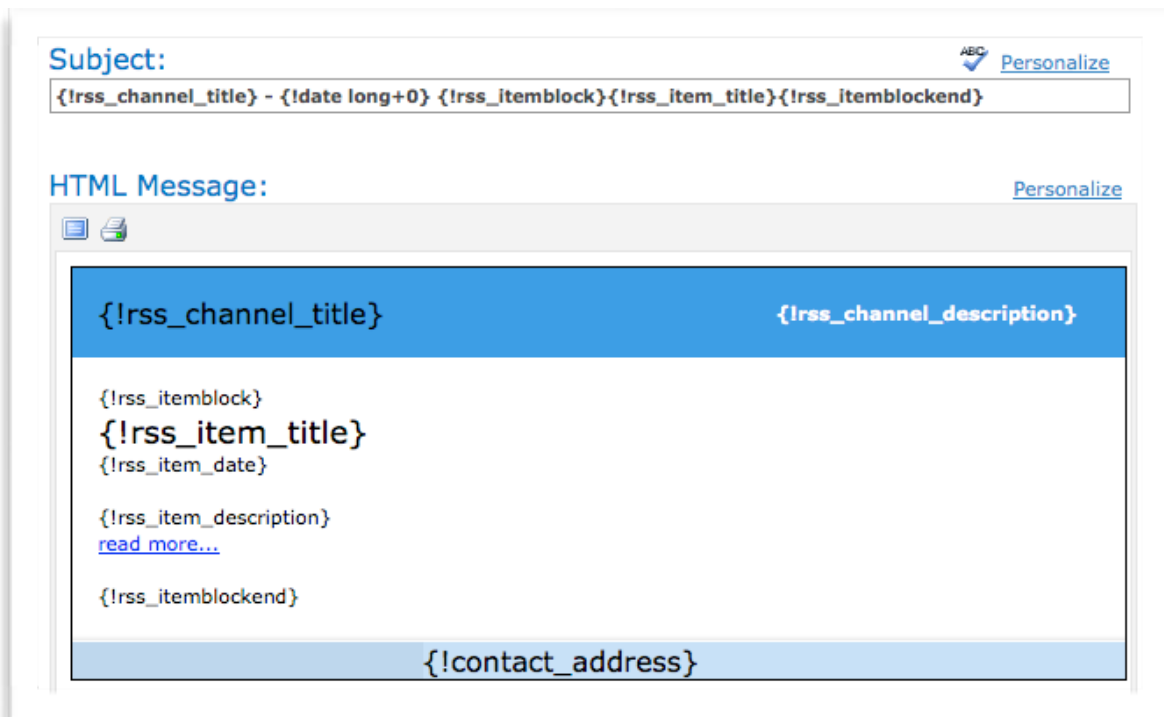 Subject:
ABC Personalize
{!rss_channel_title} - {!date long+0} {!rss_itemblock}{!rss_item_title}{!rss_itemblockend}
HTML Message:
Personalize
{!rss_channel_title}
{!rss_channel_description}
{!rss_itemblock}
{!rss_item_title}
{!rss_item_date}
{!rss_item_description}
read more...
{!rss_itemblockend}
{!contact_address}